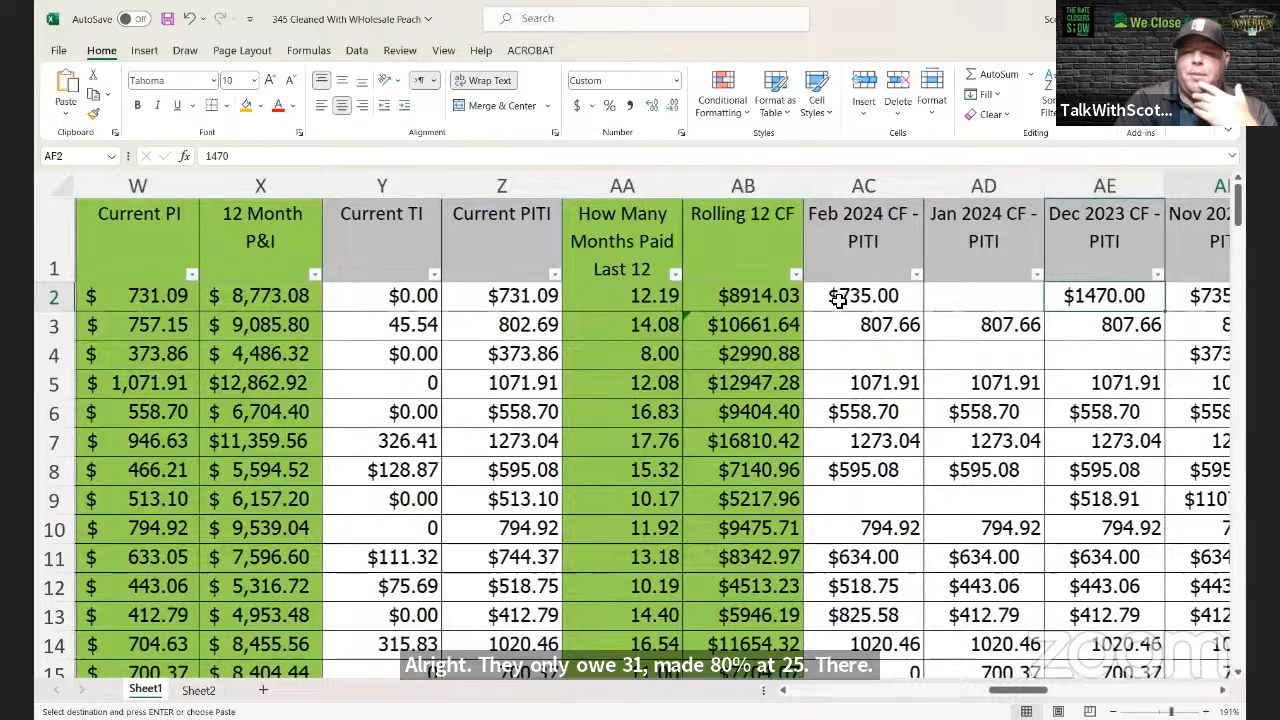 AutoSave Off 345 Cleaned With WHolesale Peach Search
THE NOTE CLOSERS SHOW
We Close
File Home Insert Draw Page Layout Formulas Data Review View Help ACROBAT
Tahoma 10 Wrap Text Custom AutoSum
Paste B I U Merge & Center $ % Conditional Formatting Format as Table Cell Styles Insert Delete Format Fill Clear
Clipboard Font Alignment Number Styles Cells Editing Add-ins
TalkWithScot...
AF2 fx 1470
W X Y Z AA AB AC AD AE
1 Current PI 12 Month P&I Current TI Current PITI How Many Months Paid Last 12 Rolling 12 CF Feb 2024 CF - PITI Jan 2024 CF - PITI Dec 2023 CF - PITI Nov 202
2 $ 731.09 $ 8,773.08 $0.00 $731.09 12.19 $8914.03 $735.00 $1470.00 $735
3 $ 757.15 $ 9,085.80 45.54 802.69 14.08 $10661.64 807.66 807.66 807.66 8
4 $ 373.86 $ 4,486.32 $0.00 $373.86 8.00 $2990.88 $373
5 $ 1,071.91 $12,862.92 0 1071.91 12.08 $12947.28 1071.91 1071.91 1071.91 10
6 $ 558.70 $ 6,704.40 $0.00 $558.70 16.83 $9404.40 $558.70 $558.70 $558.70 $558
7 $ 946.63 $11,359.56 326.41 1273.04 17.76 $16810.42 1273.04 1273.04 1273.04 12
8 $ 466.21 $ 5,594.52 $128.87 $595.08 15.32 $7140.96 $595.08 $595.08 $595.08 $595
9 $ 513.10 $ 6,157.20 $0.00 $513.10 10.17 $5217.96 $518.91 $1107
10 $ 794.92 $ 9,539.04 0 794.92 11.92 $9475.71 794.92 794.92 794.92 7
11 $ 633.05 $ 7,596.60 $111.32 $744.37 13.18 $8342.97 $634.00 $634.00 $634.00 $634
12 $ 443.06 $ 5,316.72 $75.69 $518.75 10.19 $4513.23 $518.75 $443.06 $443.06 $443
13 $ 412.79 $ 4,953.48 $0.00 $412.79 14.40 $5946.19 $825.58 $412.79 $412.79 $412
14 $ 704.63 $ 8,455.56 315.83 1020.46 16.54 $11654.32 1020.46 1020.46 1020.46 10
15 700.37 8,404.44 0 700.37 0 700.37 700.37
Alright. They only owe 31, made 80% at 25. There.
zoom
Sheet1 Sheet2
Select destination and press ENTER or choose Paste 191%